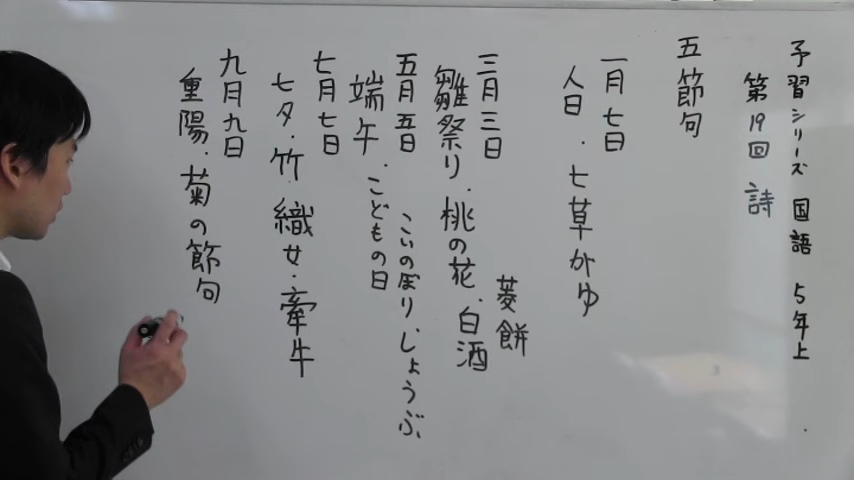 予習シリーズ 国語 5年上
第19回 詩
五節句
一月七日
人日・七草がゆ
三月三日
菱餅
雛祭り・桃の花・白酒
五月五日 こいのぼり・しょうぶ
端午・こどもの日
七月七日
七夕・竹・織女・牽牛
九月九日
重陽・菊の節句